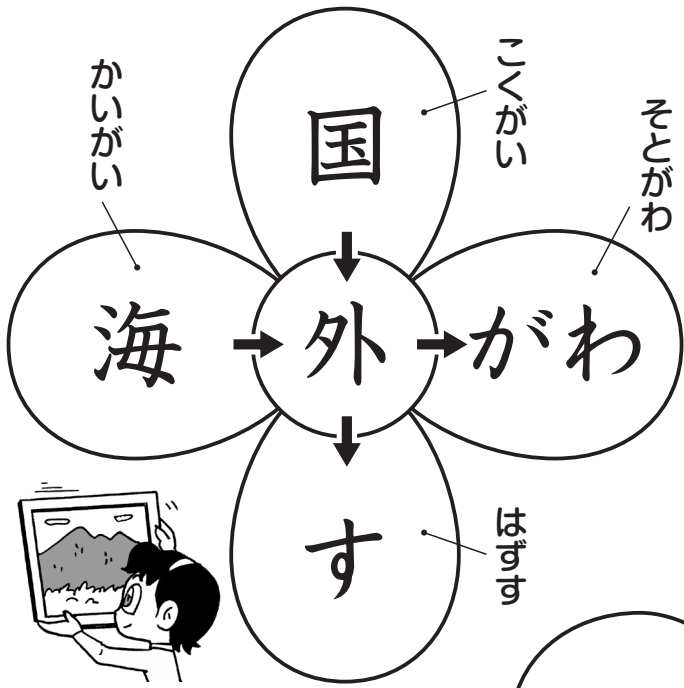 国
こくがい
海
かいがい
外
がわ
そとがわ
す
はずす